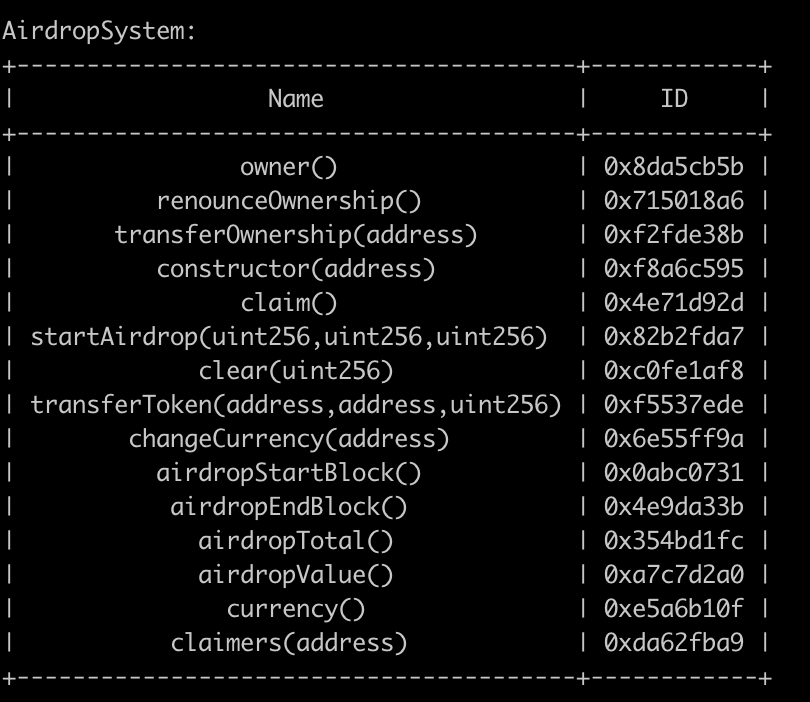 AirdropSystem:
+----------------------------------------+------------+
| Name | ID |
+----------------------------------------+------------+
| owner() | 0x8da5cb5b |
| renounceOwnership() | 0x715018a6 |
| transferOwnership(address) | 0xf2fde38b |
| constructor(address) | 0xf8a6c595 |
| claim() | 0x4e71d92d |
| startAirdrop(uint256,uint256,uint256) | 0x82b2fda7 |
| clear(uint256) | 0xc0fe1af8 |
| transferToken(address,address,uint256) | 0xf5537ede |
| changeCurrency(address) | 0x6e55ff9a |
| airdropStartBlock() | 0x0abc0731 |
| airdropEndBlock() | 0x4e9da33b |
| airdropTotal() | 0x354bd1fc |
| airdropValue() | 0xa7c7d2a0 |
| currency() | 0xe5a6b10f |
| claimers(address) | 0xda62fba9 |
+----------------------------------------+------------+